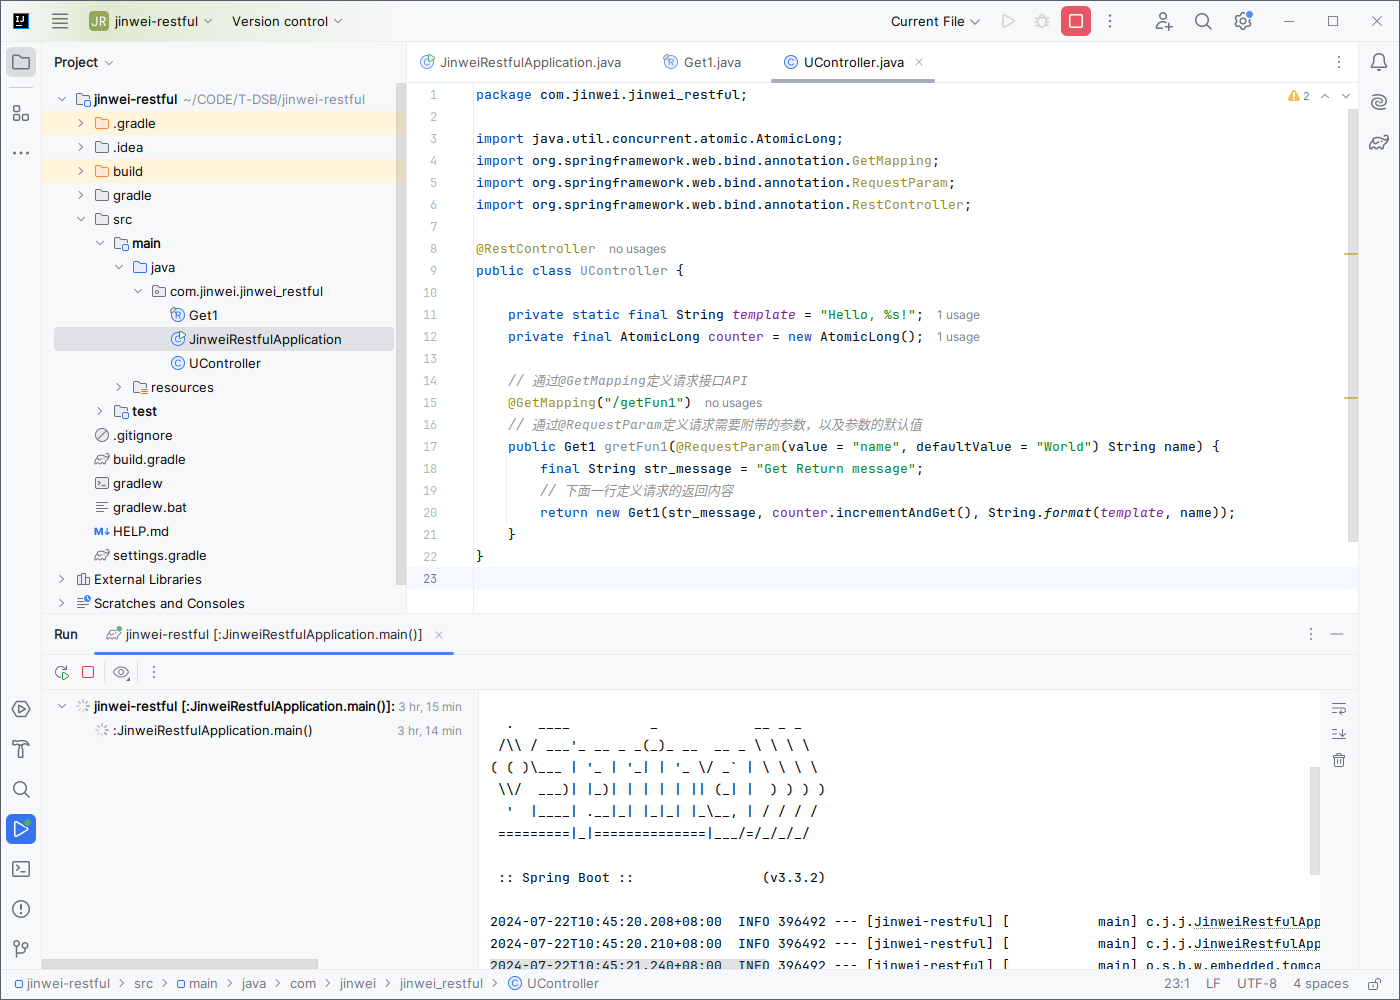 JR jinwei-restful Version control Current File
Project
JinweiRestfulApplication.java Get1.java UController.java
jinwei-restful ~/CODE/T-DSB/jinwei-restful
.gradle
.idea
build
gradle
src
main
java
com.jinwei.jinwei_restful
Get1
JinweiRestfulApplication
UController
resources
test
.gitignore
build.gradle
gradlew
gradlew.bat
M↓ HELP.md
settings.gradle
External Libraries
Scratches and Consoles
2
1 package com.jinwei.jinwei_restful;
2
3 import java.util.concurrent.atomic.AtomicLong;
4 import org.springframework.web.bind.annotation.GetMapping;
5 import org.springframework.web.bind.annotation.RequestParam;
6 import org.springframework.web.bind.annotation.RestController;
7
8 @RestController no usages
9 public class UController {
10
11 private static final String template = "Hello, %s!"; 1 usage
12 private final AtomicLong counter = new AtomicLong(); 1 usage
13
14 // 通过@GetMapping定义请求接口API
15 @GetMapping("/getFun1") no usages
16 // 通过@RequestParam定义请求需要附带的参数，以及参数的默认值
17 public Get1 gretFun1(@RequestParam(value = "name", defaultValue = "World") String name) {
18 final String str_message = "Get Return message";
19 // 下面一行定义请求的返回内容
20 return new Get1(str_message, counter.incrementAndGet(), String.format(template, name));
21 }
22 }
23
Run jinwei-restful [:JinweiRestfulApplication.main()]
jinwei-restful [:JinweiRestfulApplication.main()]: 3 hr, 15 min
:JinweiRestfulApplication.main() 3 hr, 14 min
  .   ____          _            __ _ _
 /\\ / ___'_ __ _ _(_)_ __  __ _ \ \ \ \
( ( )\___ | '_ | '_| | '_ \/ _` | \ \ \ \
 \\/  ___)| |_)| | | | | || (_| |  ) ) ) )
  '  |____| .__|_| |_|_| |_\__, | / / / /
 =========|_|==============|___/=/_/_/_/
:: Spring Boot :: (v3.3.2)
2024-07-22T10:45:20.208+08:00 INFO 396492 --- [jinwei-restful] [ main] c.j.j.JinweiRestfulApp
2024-07-22T10:45:20.210+08:00 INFO 396492 --- [jinwei-restful] [ main] c.j.j.JinweiRestfulApp
2024-07-22T10:45:21.240+08:00 INFO 396492 --- [jinwei-restful] [ main] o.s.b.w.embedded.tomca
jinwei-restful > src > main > java > com > jinwei > jinwei_restful > UController 23:1 LF UTF-8 4 spaces